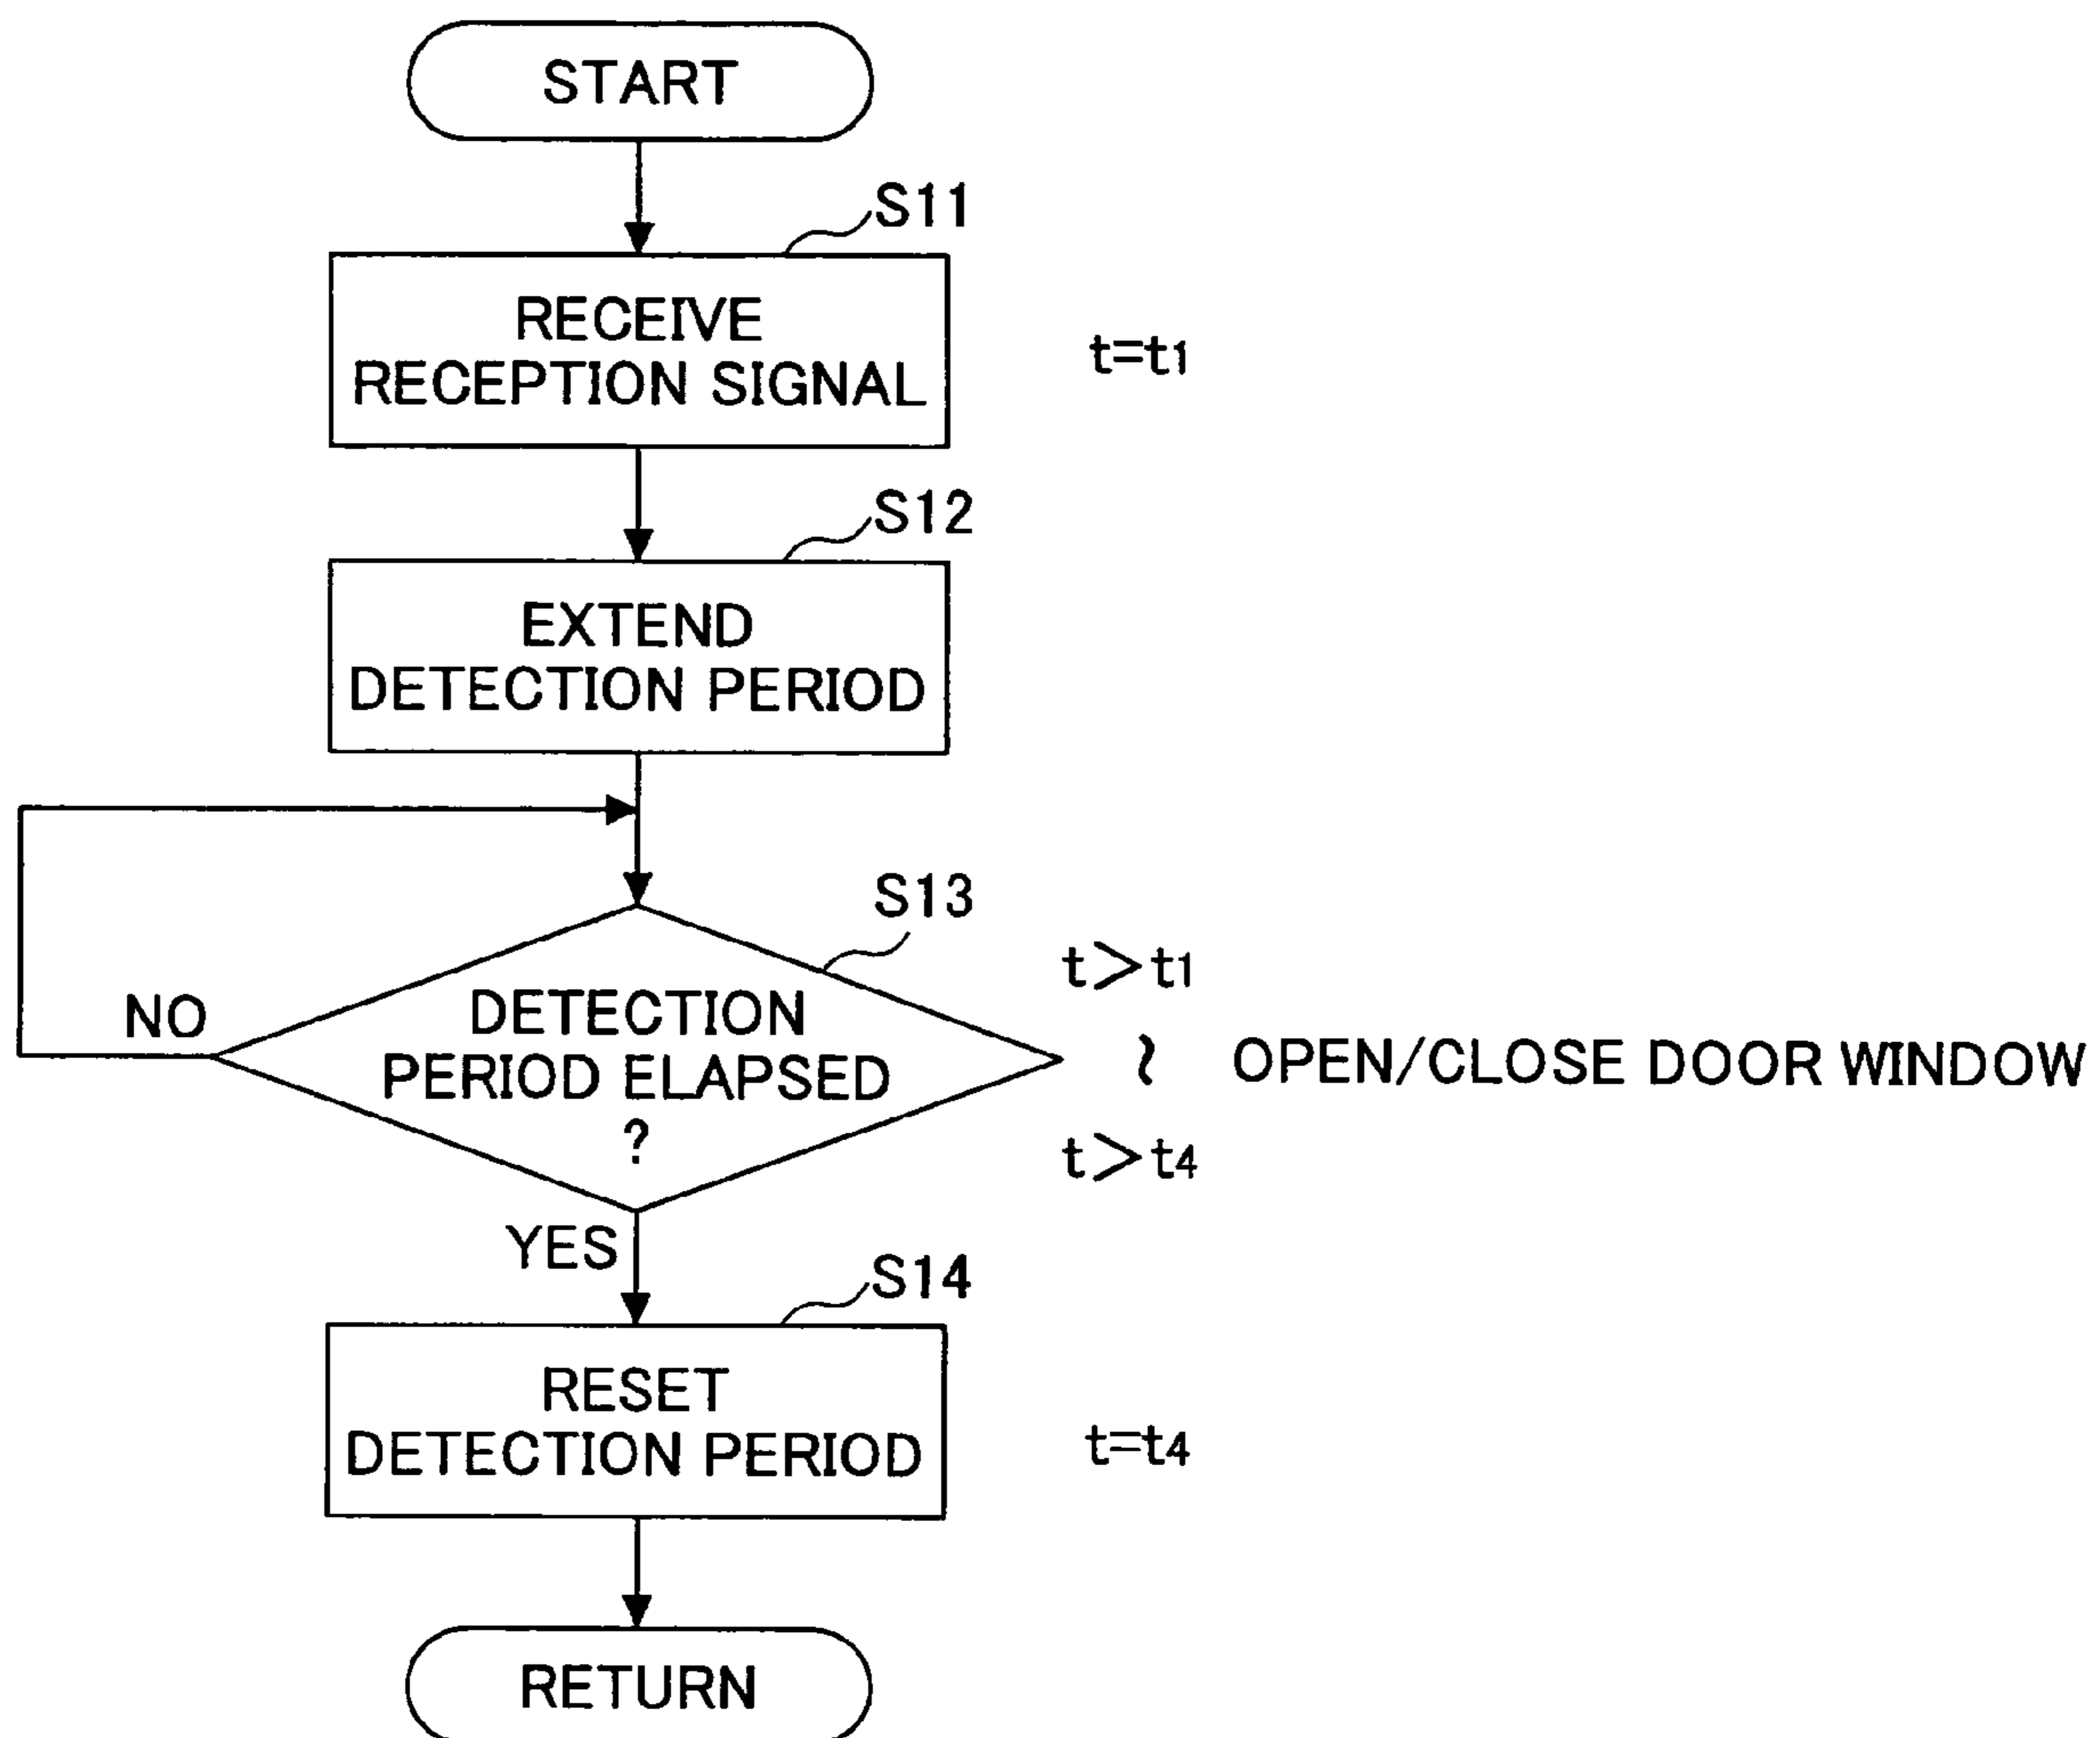 START
S11
RECEIVE
RECEPTION SIGNAL
t=t1
S12
EXTEND
DETECTION PERIOD
S13
t>t1
NO
DETECTION
PERIOD ELAPSED
?
~ OPEN/CLOSE DOOR WINDOW
t>t4
YES
S14
RESET
DETECTION PERIOD
t=t4
RETURN